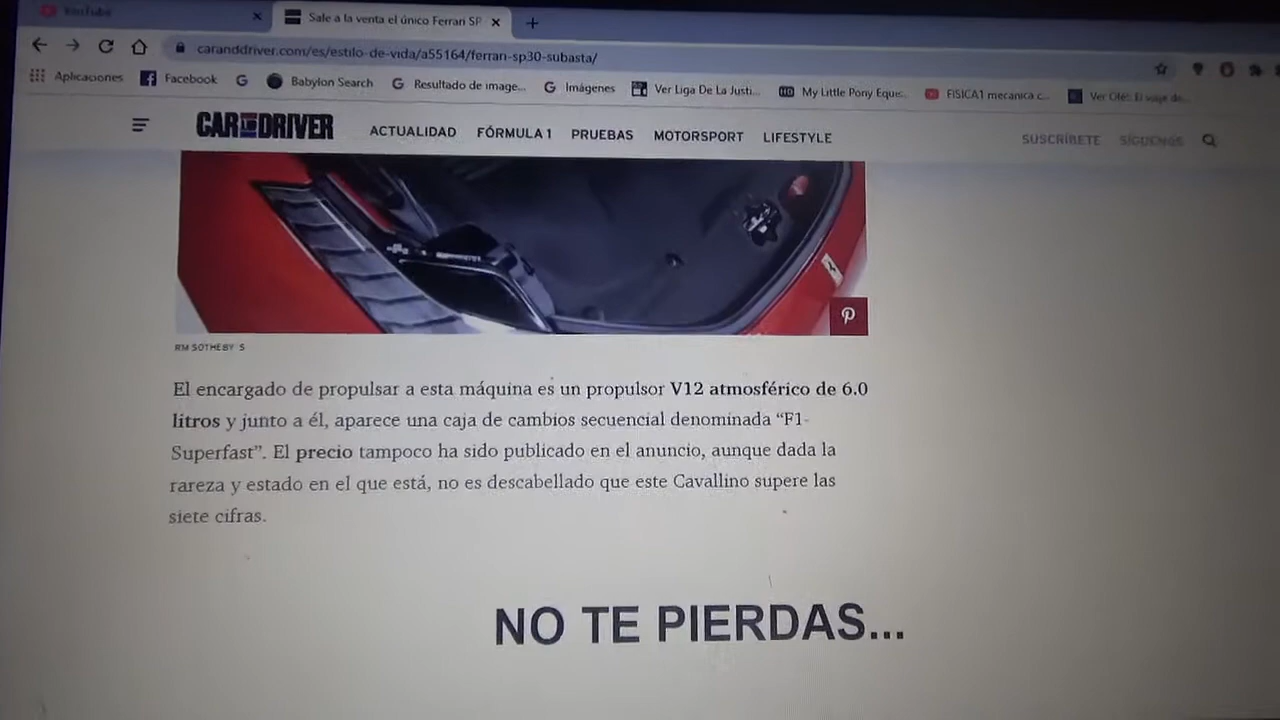 YouTube
Sale a la venta el único Ferrari SP
caranddriver.com/es/estilo-de-vida/a55164/ferrari-sp30-subasta/
Aplicaciones Facebook Babylon Search Resultado de image... Imágenes Ver Liga De La Justi... My Little Pony Eque... FISICA1 mecanica c...
CAR AND DRIVER ACTUALIDAD FÓRMULA 1 PRUEBAS MOTORSPORT LIFESTYLE SUSCRÍBETE SÍGUENOS
RM SOTHEBY´S
El encargado de propulsar a esta máquina es un propulsor V12 atmosférico de 6.0
litros y junto a él, aparece una caja de cambios secuencial denominada “F1-
Superfast”. El precio tampoco ha sido publicado en el anuncio, aunque dada la
rareza y estado en el que está, no es descabellado que este Cavallino supere las
siete cifras.
NO TE PIERDAS...